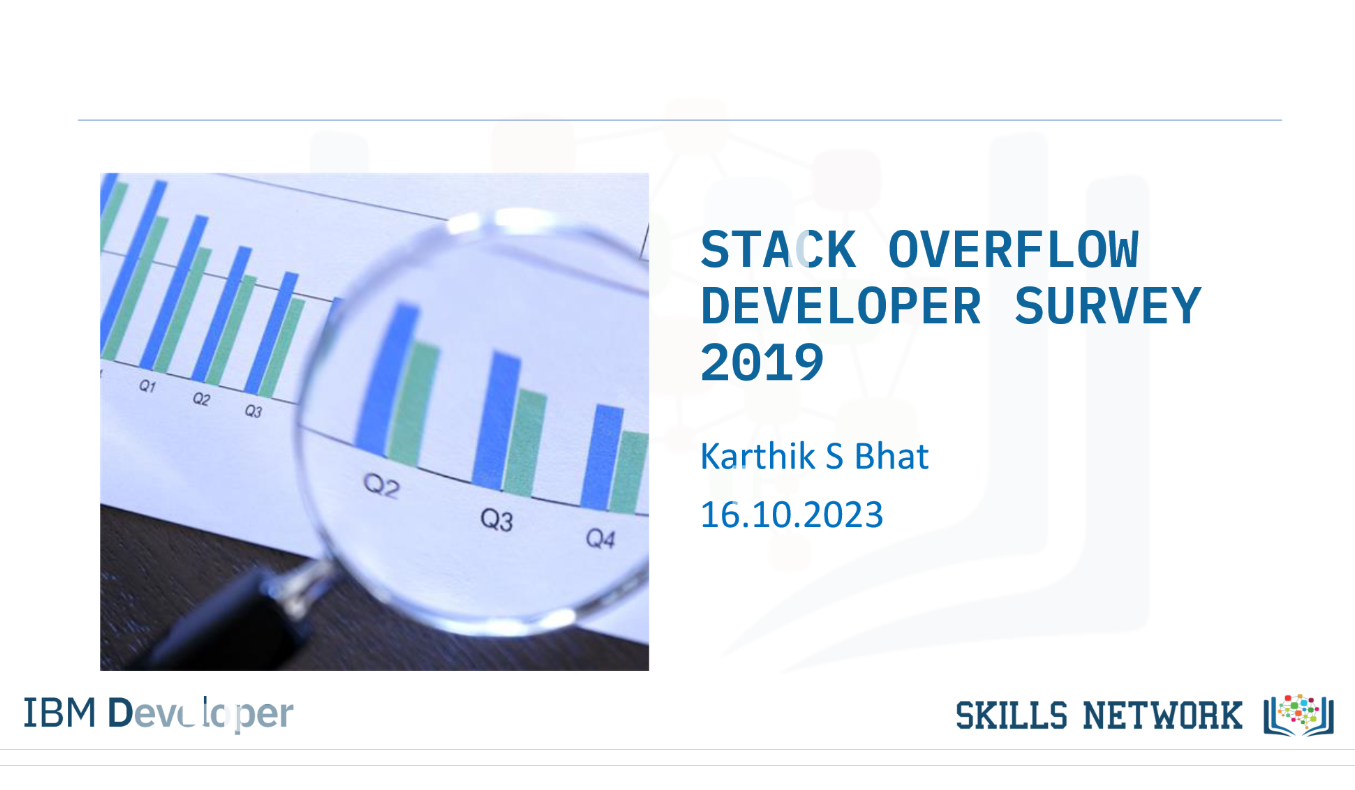 STACK OVERFLOW
DEVELOPER SURVEY
2019
Karthik S Bhat
16.10.2023
Q1
Q2
Q3
Q2
Q3
Q4
IBM Developer
SKILLS NETWORK